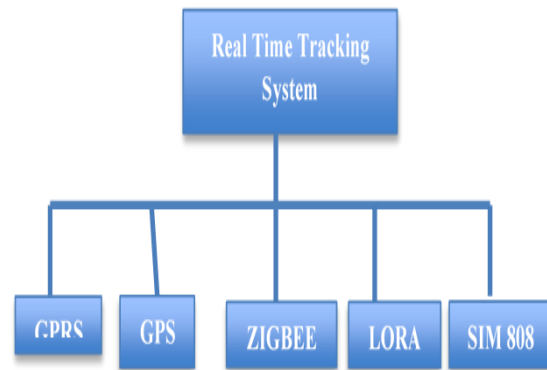 Real Time Tracking
System
GPRS
GPS
ZIGBEE
LORA
SIM 808